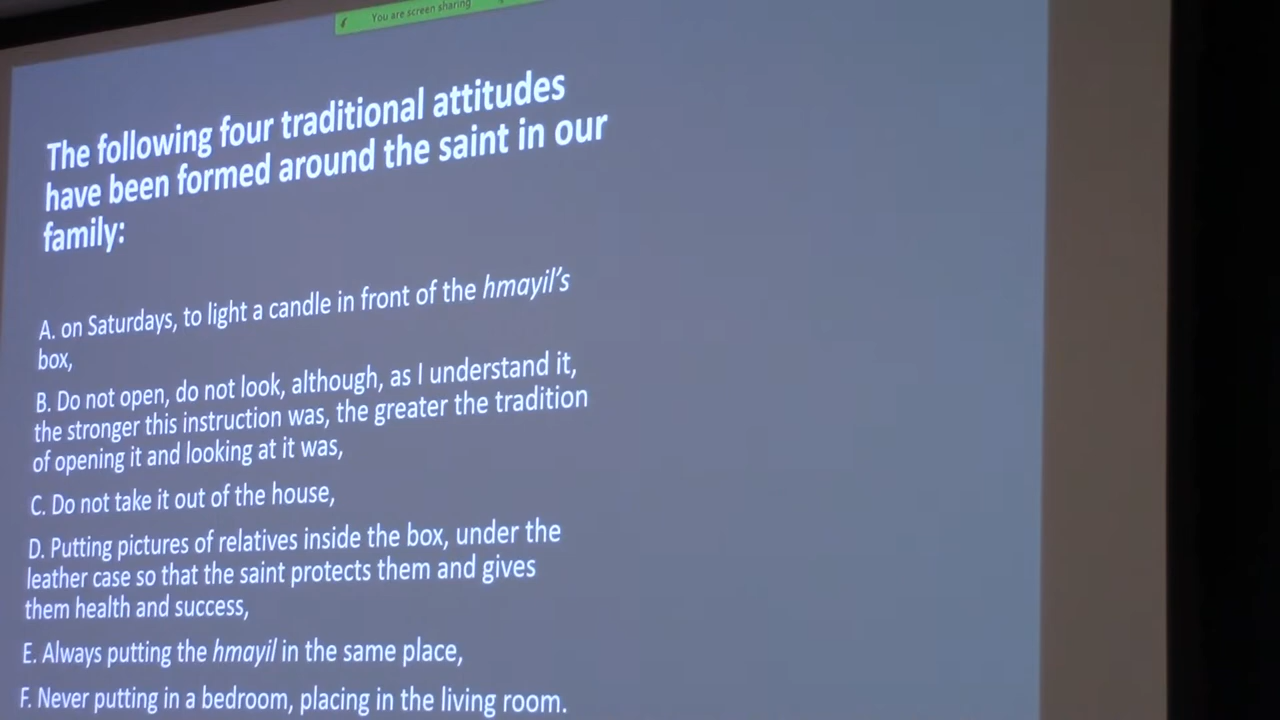 You are screen sharing
The following four traditional attitudes
have been formed around the saint in our
family:
A. on Saturdays, to light a candle in front of the hmayil's
box,
B. Do not open, do not look, although, as I understand it,
the stronger this instruction was, the greater the tradition
of opening it and looking at it was,
C. Do not take it out of the house,
D. Putting pictures of relatives inside the box, under the
leather case so that the saint protects them and gives
them health and success,
E. Always putting the hmayil in the same place,
F. Never putting in a bedroom, placing in the living room.